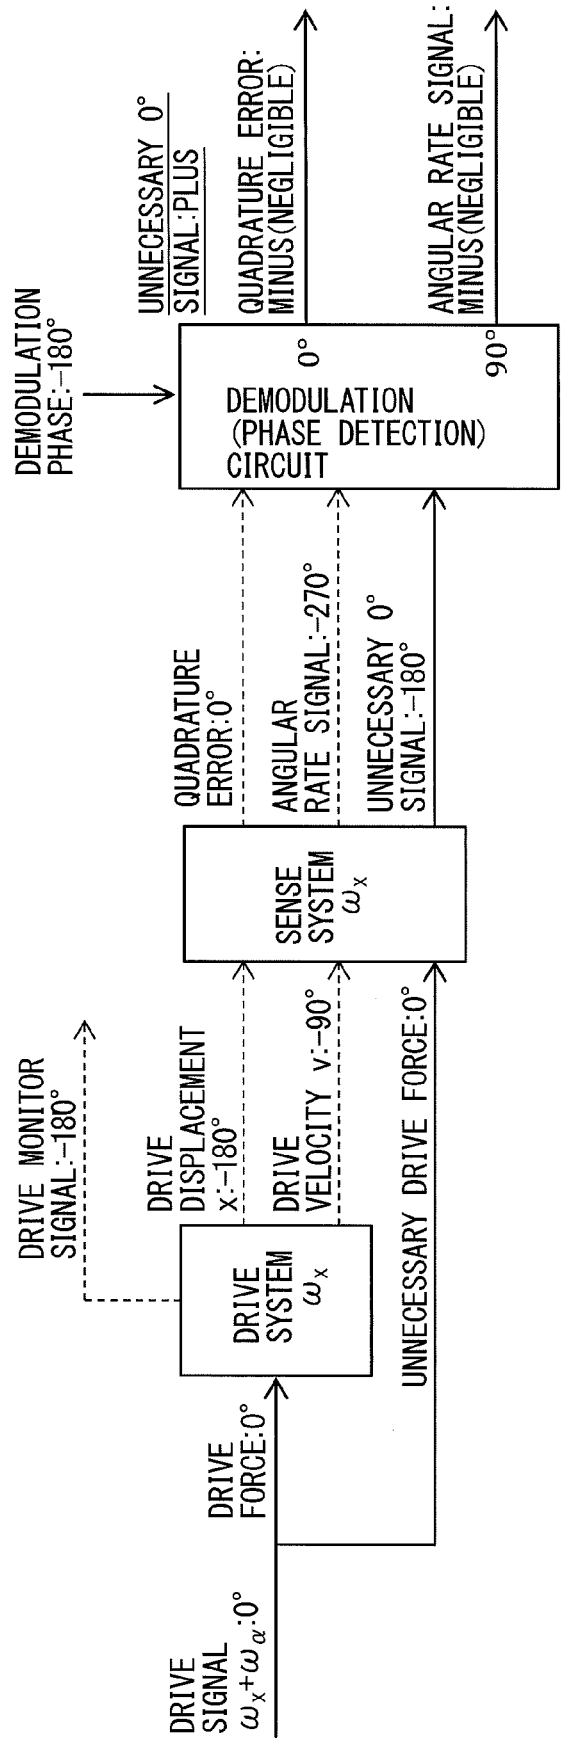 DRIVE
SIGNAL
ωx+ωα:0°
DRIVE
FORCE:0°
DRIVE
SYSTEM
ωx
DRIVE MONITOR
SIGNAL:-180°
DRIVE
DISPLACEMENT
x:-180°
DRIVE
VELOCITY v:-90°
UNNECESSARY DRIVE FORCE:0°
SENSE
SYSTEM
ωx
QUADRATURE
ERROR:0°
ANGULAR
RATE SIGNAL:-270°
UNNECESSARY 0°
SIGNAL:-180°
DEMODULATION
PHASE:-180°
DEMODULATION
(PHASE DETECTION)
CIRCUIT
0°
90°
UNNECESSARY 0°
SIGNAL:PLUS
QUADRATURE ERROR:
MINUS(NEGLIGIBLE)
ANGULAR RATE SIGNAL:
MINUS(NEGLIGIBLE)